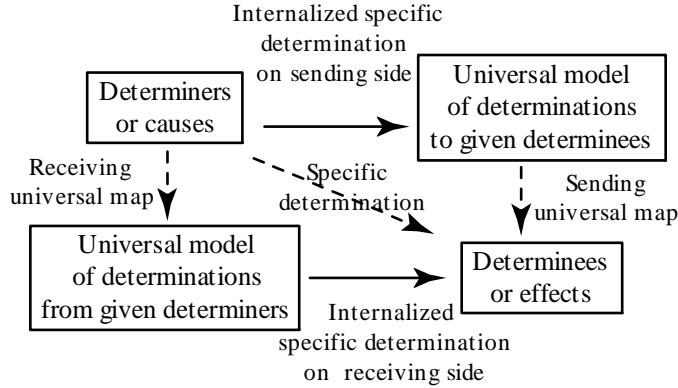 Internalized specific
determination
on sending side
Determiners
or causes
Universal model
of determinations
to given determinees
Receiving
universal map
Specific
determination
Sending
universal map
Universal model
of determinations
from given determiners
Determinees
or effects
Internalized
specific determination
on receiving side